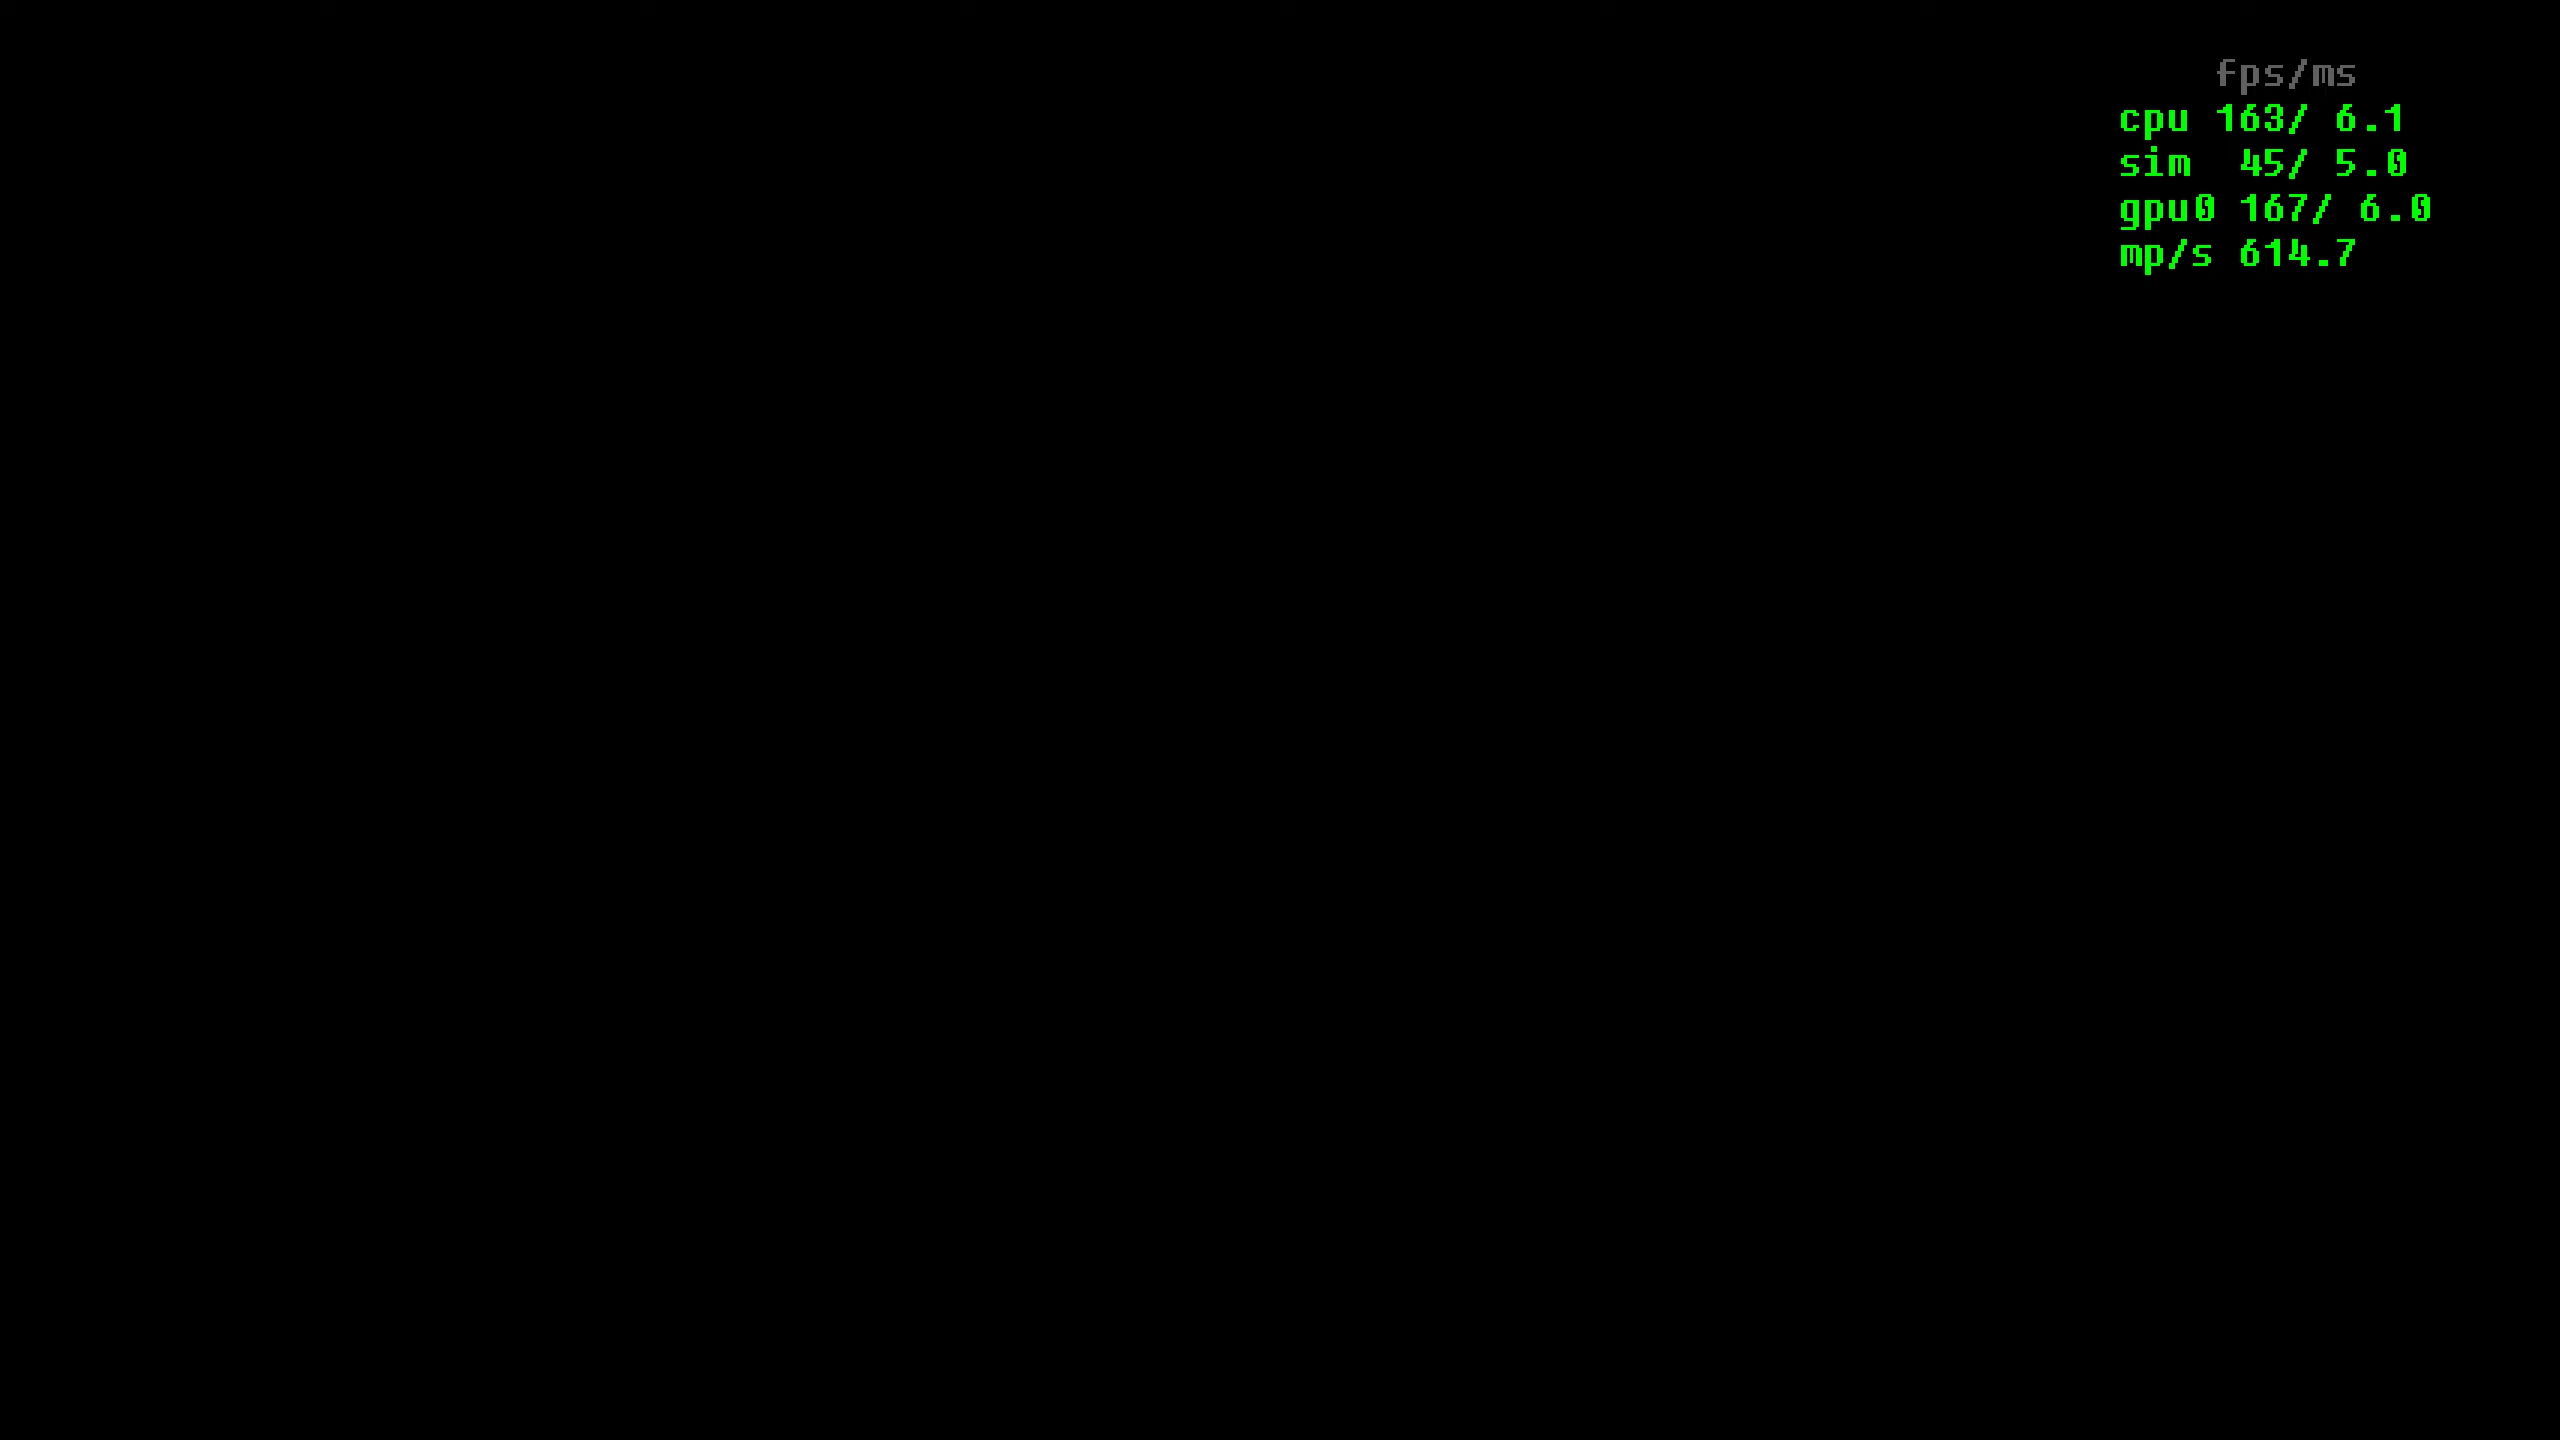 fps/ms
cpu 163/ 6.1
sim 45/ 5.0
gpu0 167/ 6.0
mp/s 614.7